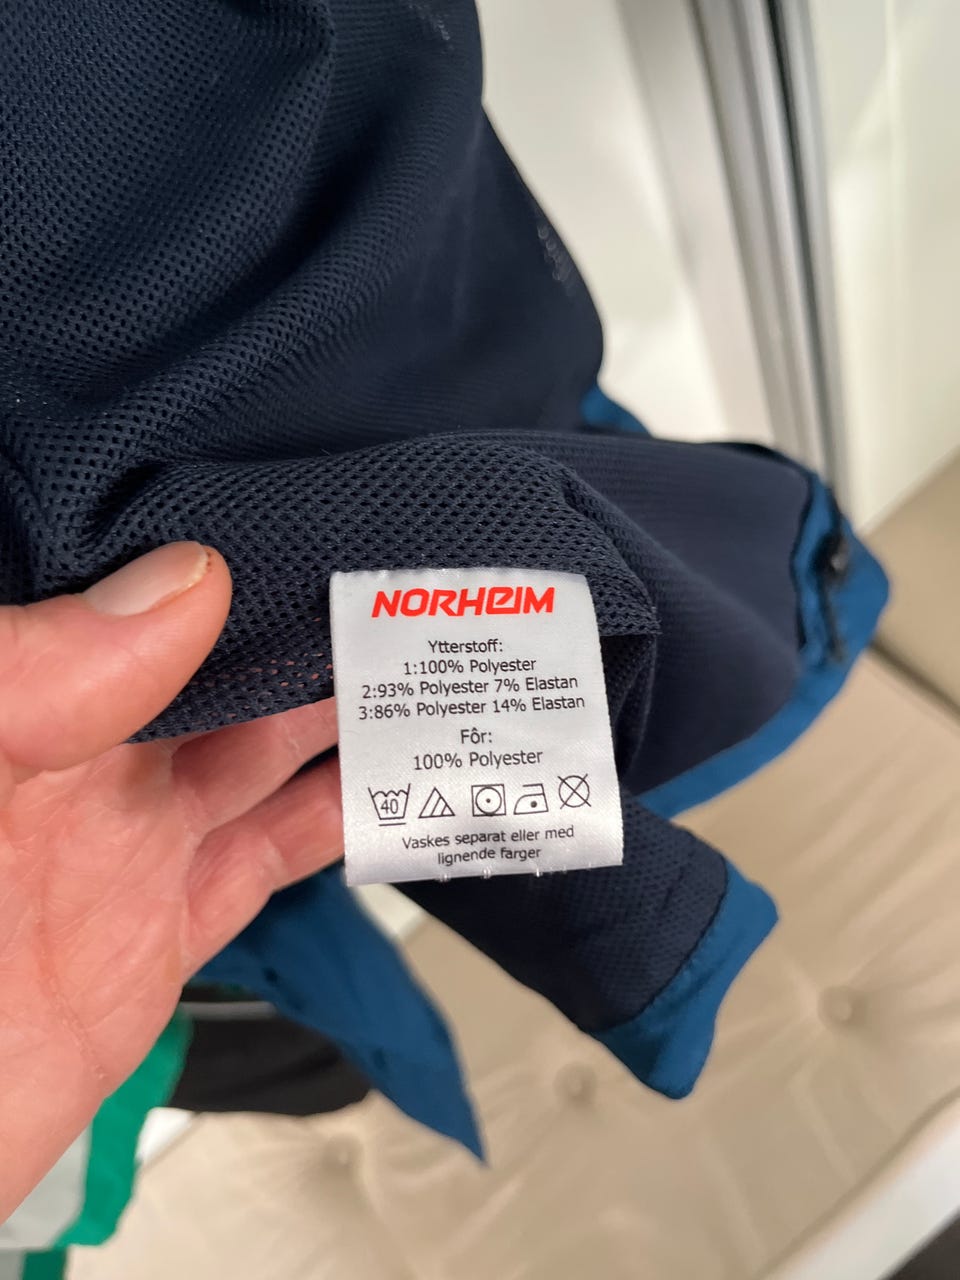 NORHEIM
Ytterstoff:
1:100% Polyester
2:93% Polyester 7% Elastan
3:86% Polyester 14% Elastan
Fôr:
100% Polyester
40
Vaskes separat eller med
lignende farger